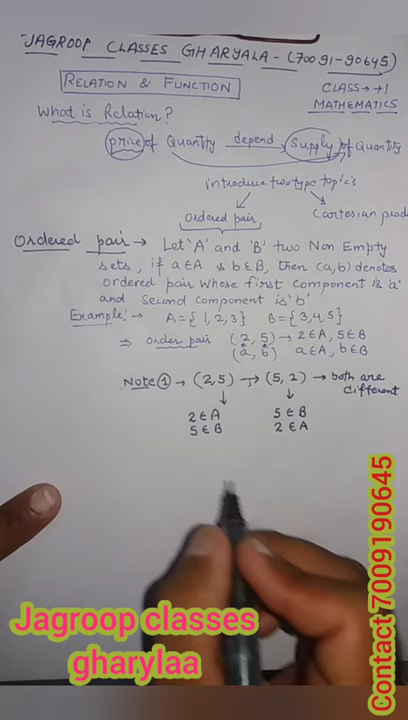 JAGROOP CLASSES GHARYALA - (70091-90645)
RELATION & FUNCTION
CLASS → +1
MATHEMATICS
What is Relation?
price of Quantity depend Supply of Quantity
introduce two type topics
Ordered pair
Cartesian prod
Ordered pair → Let 'A' and 'B' two Non Empty
sets, if a∈A & b∈B, then (a,b) denotes
ordered pair whose first component is 'a'
and second component is 'b'
Example:- A={1,2,3} B={3,4,5}
⇒ order pair (2,5) → 2∈A, 5∈B
(a,b) a∈A, b∈B
Note ① → (2,5) → (5,2) → both are
different
↓ ↓
2∈A 5∈B
5∈B 2∈A
Jagroop classes
gharylaa
Contact 7009190645